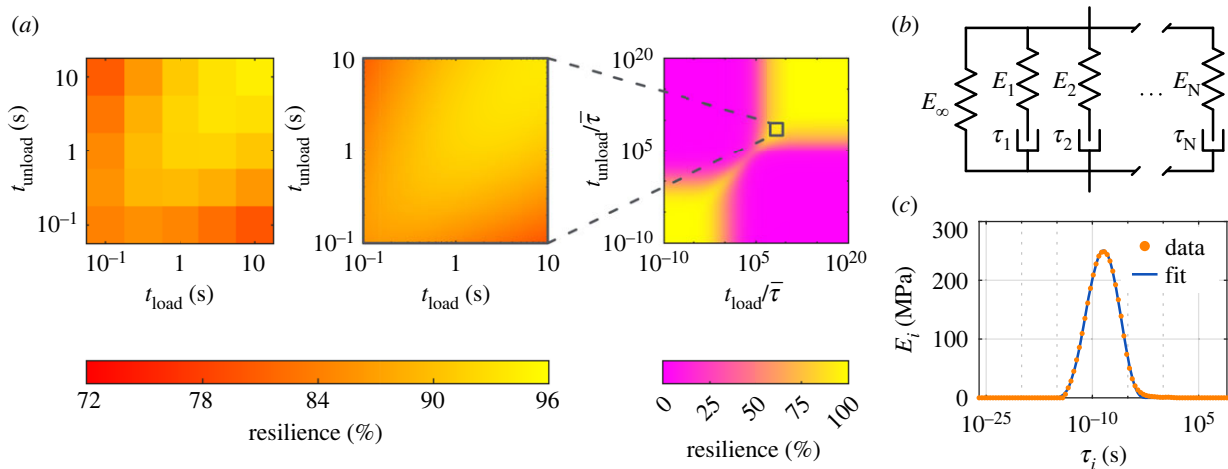 (a)
t_unload (s)
10
1
10^−1
10^−1 1 10
t_load (s)
t_unload (s)
10
1
10^−1
10^−1 1 10
t_load (s)
t_unload/τ̅
10^20
10^5
10^−10
10^−10 10^5 10^20
t_load/τ̅
72 78 84 90 96
resilience (%)
0 25 50 75 100
resilience (%)
(b)
E_∞ E_1 E_2 ... E_N
τ_1 τ_2 τ_N
(c)
E_i (MPa)
300
200
100
0
data
fit
10^−25 10^−10 10^5
τ_i (s)